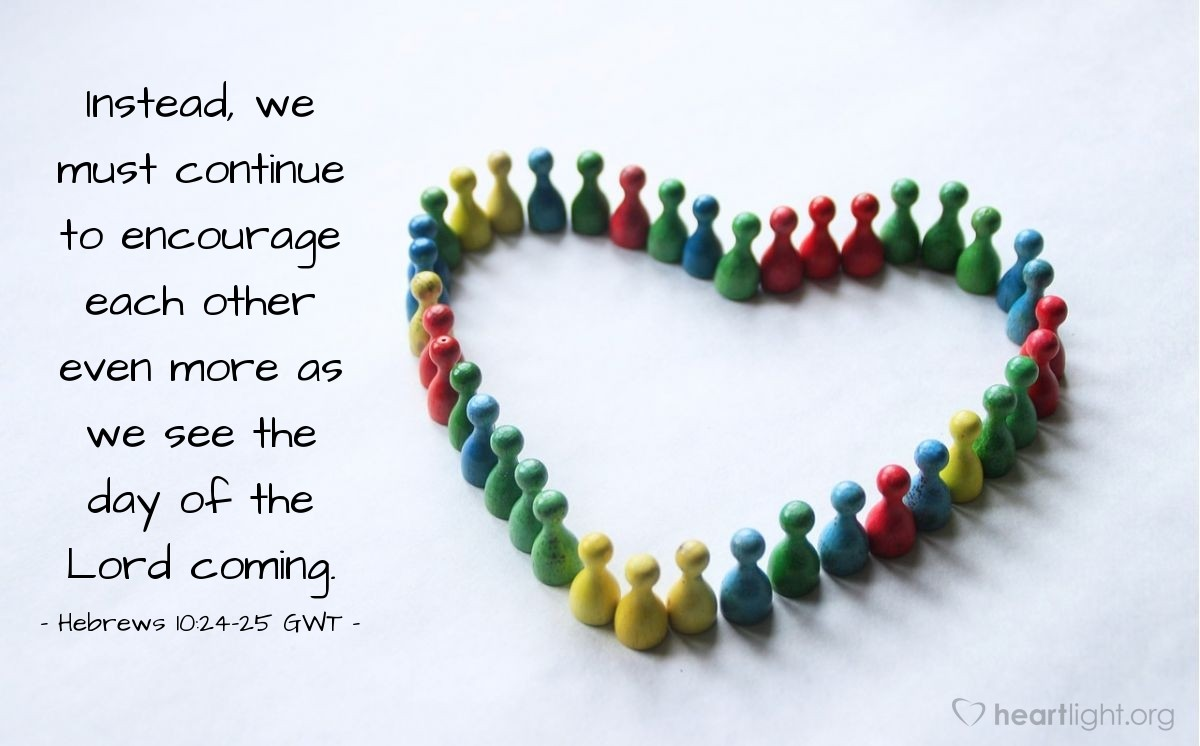 Instead, we
must continue
to encourage
each other
even more as
we see the
day of the
Lord coming.
- Hebrews 10:24-25 GWT -
heartlight.org